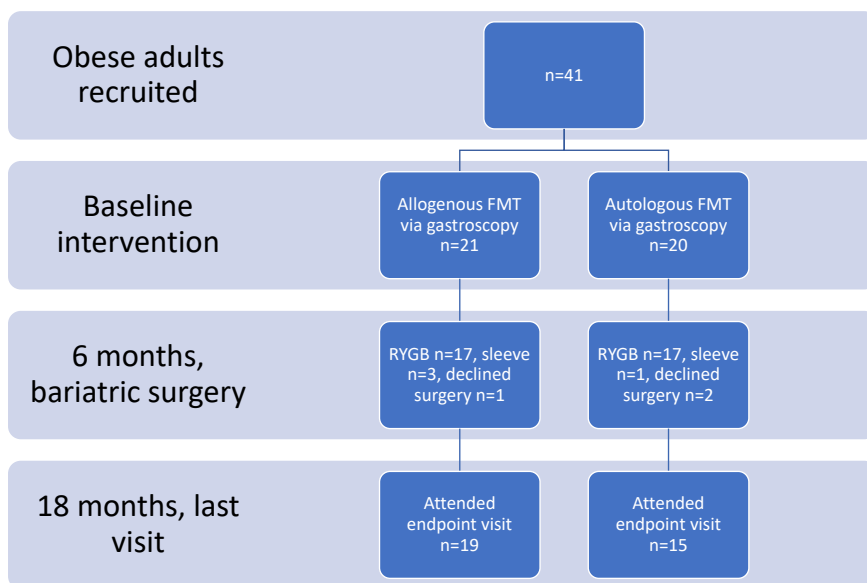 Obese adults
recruited
n=41
Baseline
intervention
Allogenous FMT
via gastroscopy
n=21
Autologous FMT
via gastroscopy
n=20
6 months,
bariatric surgery
RYGB n=17, sleeve
n=3, declined
surgery n=1
RYGB n=17, sleeve
n=1, declined
surgery n=2
18 months, last
visit
Attended
endpoint visit
n=19
Attended
endpoint visit
n=15